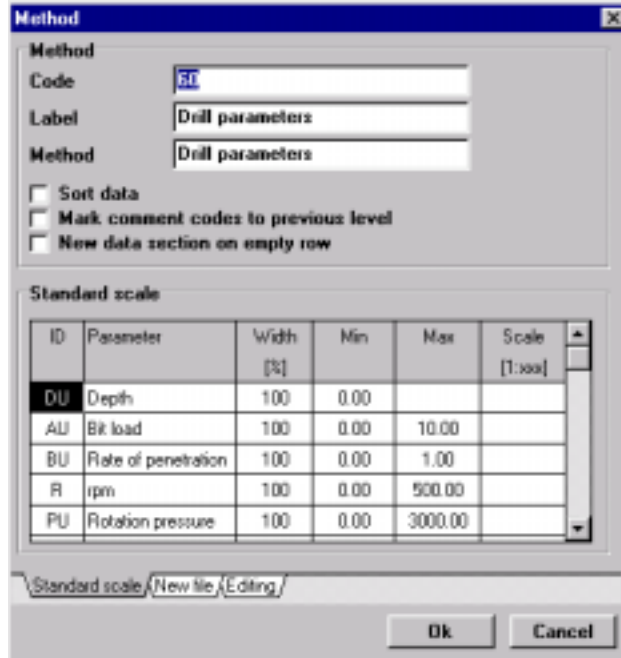 Method
Method
Code 60
Label Drill parameters
Method Drill parameters
Sort data
Mark comment codes to previous level
New data section on empty row
Standard scale
ID Parameter Width [%] Min Max Scale [1:xxx]
DU Depth 100 0.00
AU Bit load 100 0.00 10.00
BU Rate of penetration 100 0.00 1.00
R rpm 100 0.00 500.00
PU Rotation pressure 100 0.00 3000.00
Standard scale New file Editing
Ok Cancel